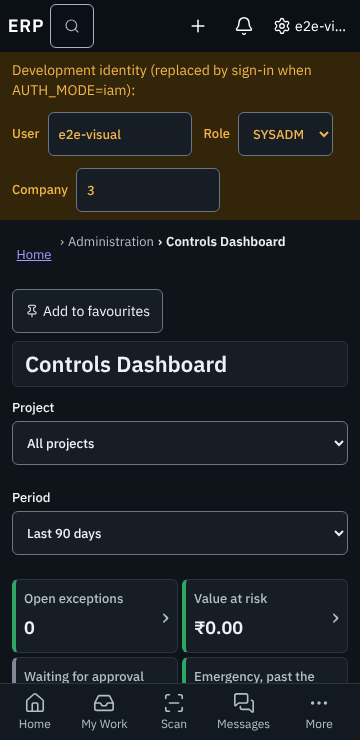 ERP
e2e-vi...
Development identity (replaced by sign-in when
AUTH_MODE=iam):
User e2e-visual Role SYSADM
Company 3
Home › Administration › Controls Dashboard
Add to favourites
Controls Dashboard
Project
All projects
Period
Last 90 days
Open exceptions
0
Value at risk
₹0.00
Waiting for approval
Emergency, past the
Home
My Work
Scan
Messages
More